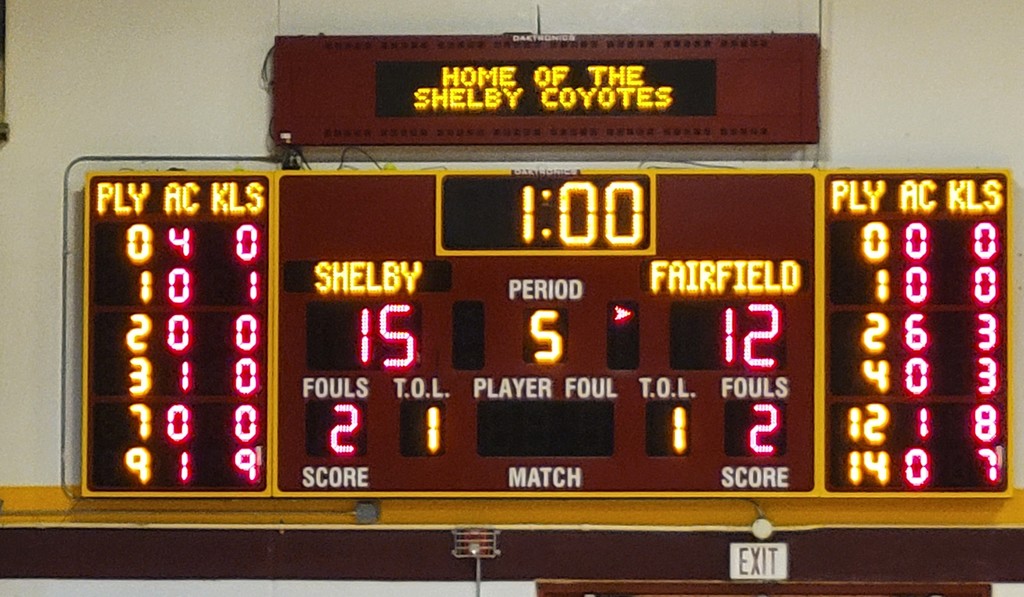 DAKTRONICS
HOME OF THE
SHELBY COYOTES
DAKTRONICS
PLY AC KLS
0 4 0
1 0 1
2 0 0
3 1 0
7 0 0
9 1 9
1:00
SHELBY PERIOD FAIRFIELD
15 5 12
FOULS T.O.L. PLAYER FOUL T.O.L. FOULS
2 1 1 2
SCORE MATCH SCORE
PLY AC KLS
0 0 0
1 0 0
2 6 3
4 0 3
12 1 8
14 0 7
EXIT